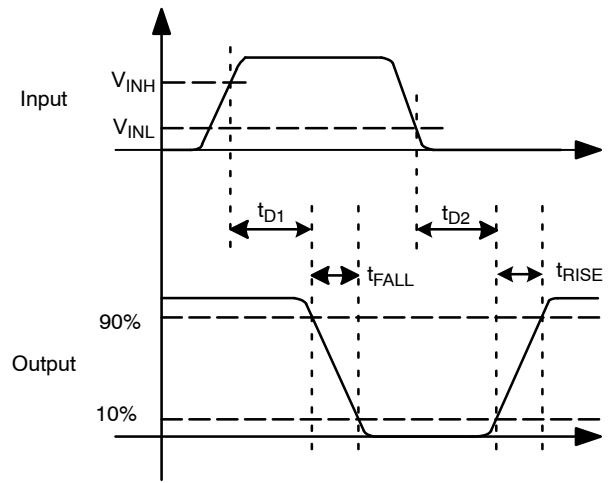 V_INH
Input
V_INL
t_D1
t_D2
t_FALL
t_RISE
90%
Output
10%